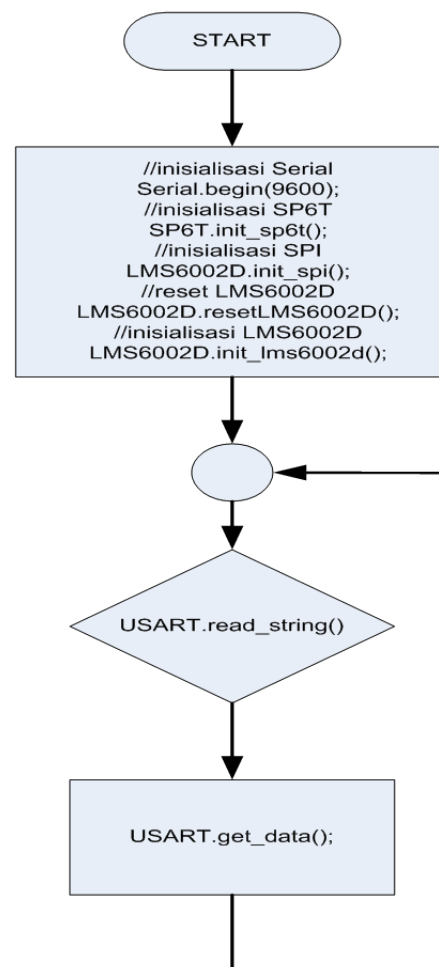 START
//inisialisasi Serial
Serial.begin(9600);
//inisialisasi SP6T
SP6T.init_sp6t();
//inisialisasi SPI
LMS6002D.init_spi();
//reset LMS6002D
LMS6002D.resetLMS6002D();
//inisialisasi LMS6002D
LMS6002D.init_lms6002d();
USART.read_string()
USART.get_data();